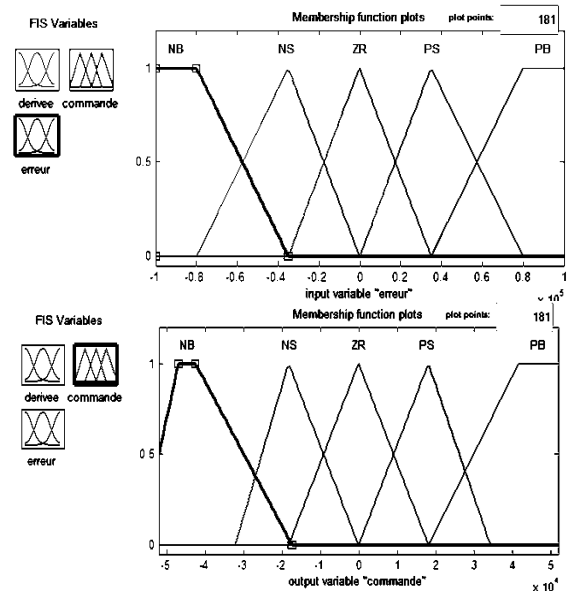 FIS Variables
derivee commande
erreur
Membership function plots plot points: 181
NB NS ZR PS PB
1
0.5
0
-1 -0.8 -0.6 -0.4 -0.2 0 0.2 0.4 0.6 0.8 1
input variable "erreur"
x 10^5
FIS Variables
derivee commande
erreur
Membership function plots plot points: 181
NB NS ZR PS PB
1
0 5
0
-5 -4 -3 -2 -1 0 1 2 3 4 5
output variable "commande"
x 10^4